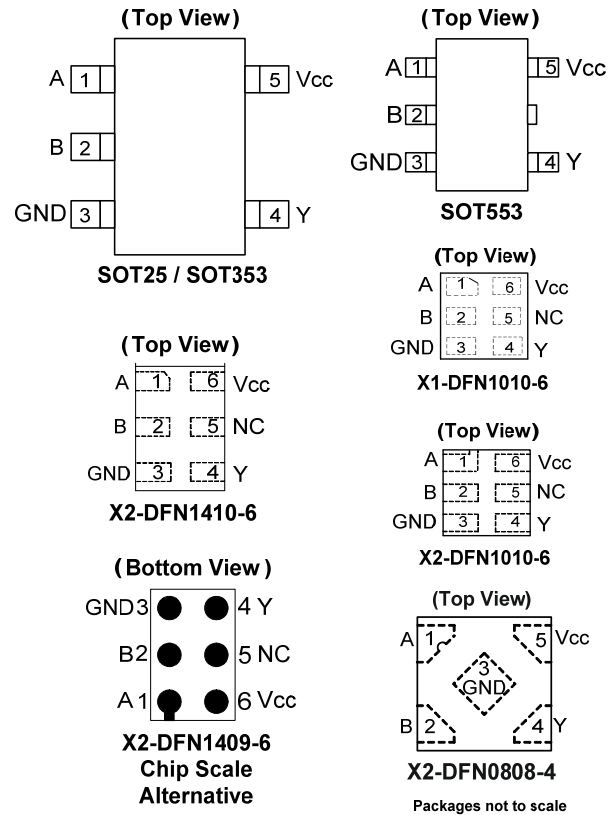 (Top View)
A 1 5 Vcc
B 2
GND 3 4 Y
SOT25 / SOT353
(Top View)
A 1 5 Vcc
B 2
GND 3 4 Y
SOT553
(Top View)
A 1 6 Vcc
B 2 5 NC
GND 3 4 Y
X1-DFN1010-6
(Top View)
A 1 6 Vcc
B 2 5 NC
GND 3 4 Y
X2-DFN1410-6
(Top View)
A 1 6 Vcc
B 2 5 NC
GND 3 4 Y
X2-DFN1010-6
(Bottom View)
GND 3 4 Y
B 2 5 NC
A 1 6 Vcc
X2-DFN1409-6
Chip Scale
Alternative
(Top View)
A 1 5 Vcc
3
GND
B 2 4 Y
X2-DFN0808-4
Packages not to scale